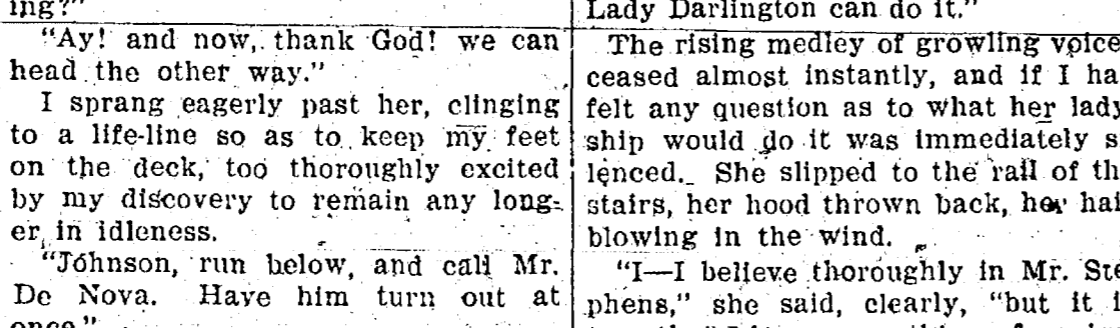 ing?"
"Ay! and now, thank God! we can
head the other way."
I sprang eagerly past her, clinging
to a life-line so as to keep my feet
on the deck, too thoroughly excited
by my discovery to remain any long-
er in idleness.
"Johnson, run below, and call Mr.
De Nova. Have him turn out at
once."
Lady Darlington can do it."
The rising medley of growling voice
ceased almost instantly, and if I ha
felt any question as to what her lady
ship would do it was immediately s
lenced. She slipped to the rail of th
stairs, her hood thrown back, her hai
blowing in the wind.
"I—I believe thoroughly in Mr. Ste
phens," she said, clearly, "but it i